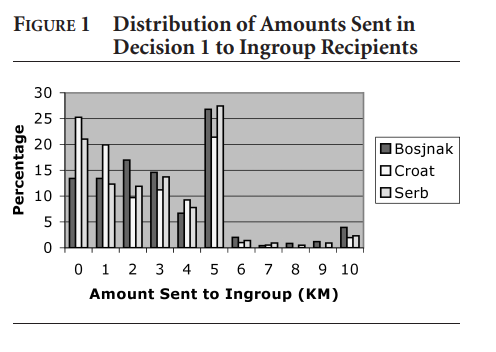 FIGURE 1 Distribution of Amounts Sent in
Decision 1 to Ingroup Recipients
30
25
20
15
10
5
0
Percentage
0 1 2 3 4 5 6 7 8 9 10
Amount Sent to Ingroup (KM)
Bosjnak
Croat
Serb